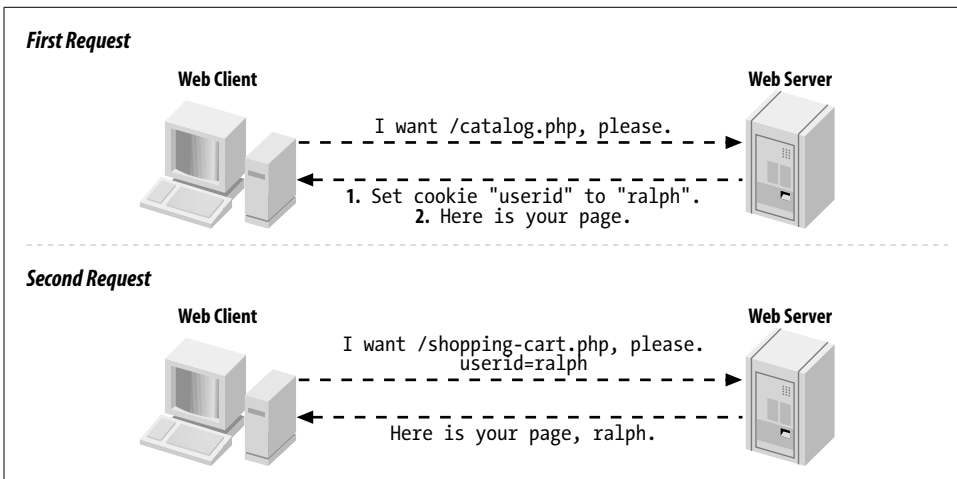 First Request
Web Client
Web Server
I want /catalog.php, please.
1. Set cookie "userid" to "ralph".
2. Here is your page.
Second Request
Web Client
Web Server
I want /shopping-cart.php, please.
userid=ralph
Here is your page, ralph.